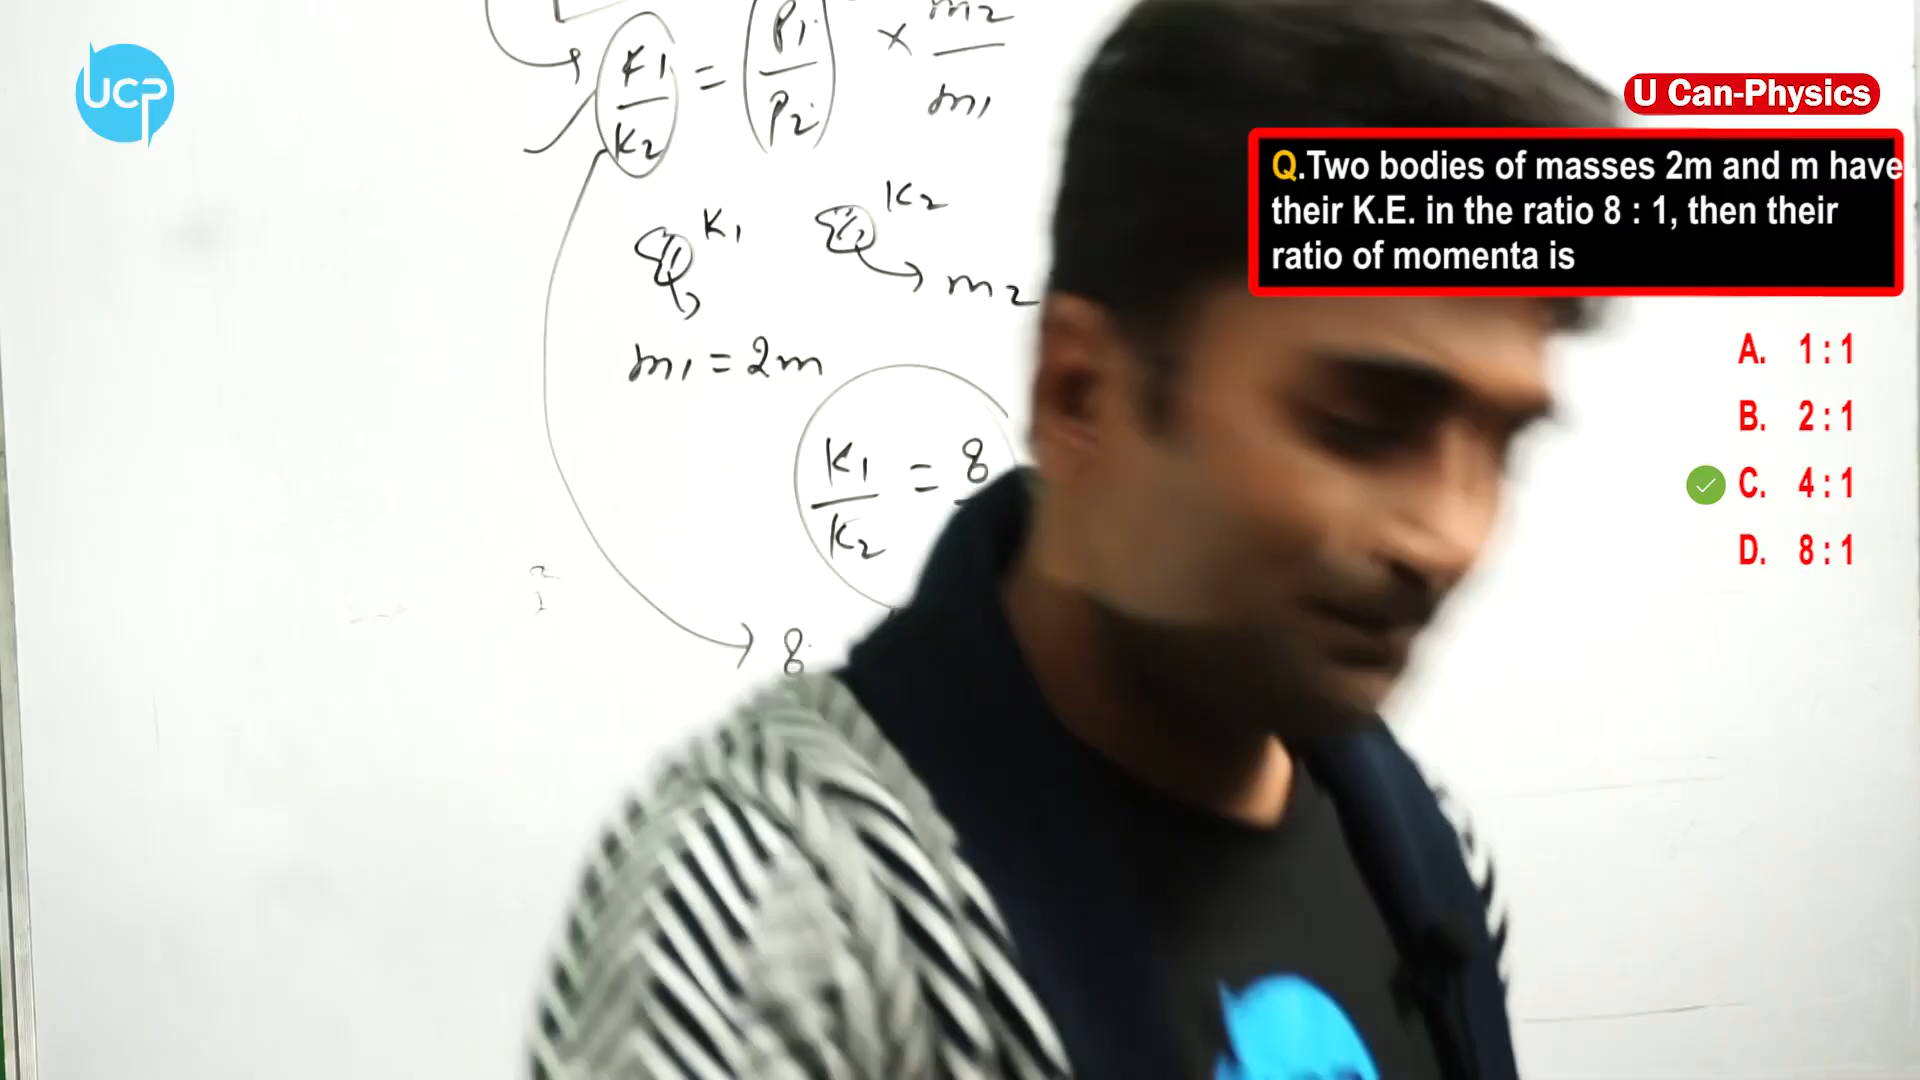 UCP
U Can-Physics
Q.Two bodies of masses 2m and m have
their K.E. in the ratio 8 : 1, then their
ratio of momenta is
A. 1 : 1
B. 2 : 1
C. 4 : 1
D. 8 : 1
K1/K2 = (P1/P2) × m2/m1
K1
K2
m2
m1 = 2m
K1/K2 = 8
8